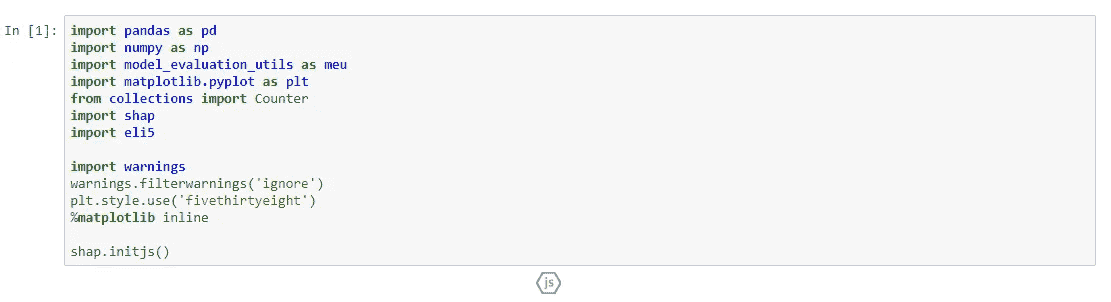 In [1]: import pandas as pd
import numpy as np
import model_evaluation_utils as meu
import matplotlib.pyplot as plt
from collections import Counter
import shap
import eli5
import warnings
warnings.filterwarnings('ignore')
plt.style.use('fivethirtyeight')
%matplotlib inline
shap.initjs()
js